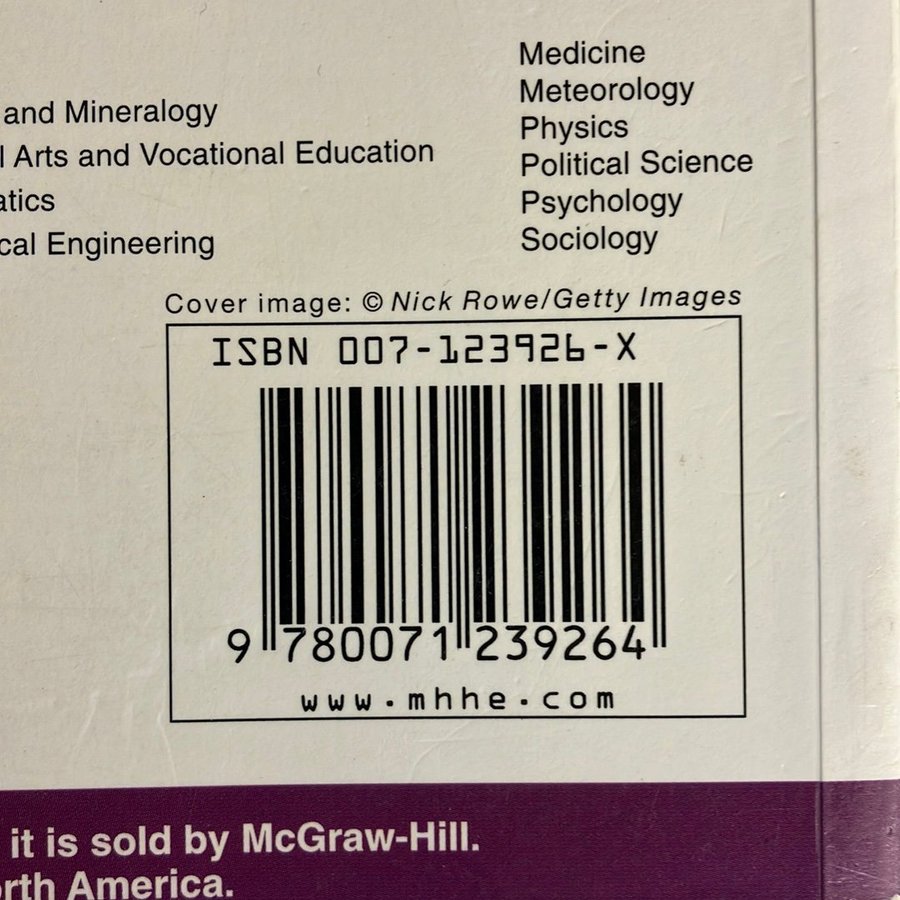 and Mineralogy
Arts and Vocational Education
Engineering
Medicine
Meteorology
Physics
Political Science
Psychology
Sociology
Cover image: © Nick Rowe/Getty Images
ISBN 007-123926-X
9 780071 239264
www.mhhe.com
it is sold by McGraw-Hill.
America.